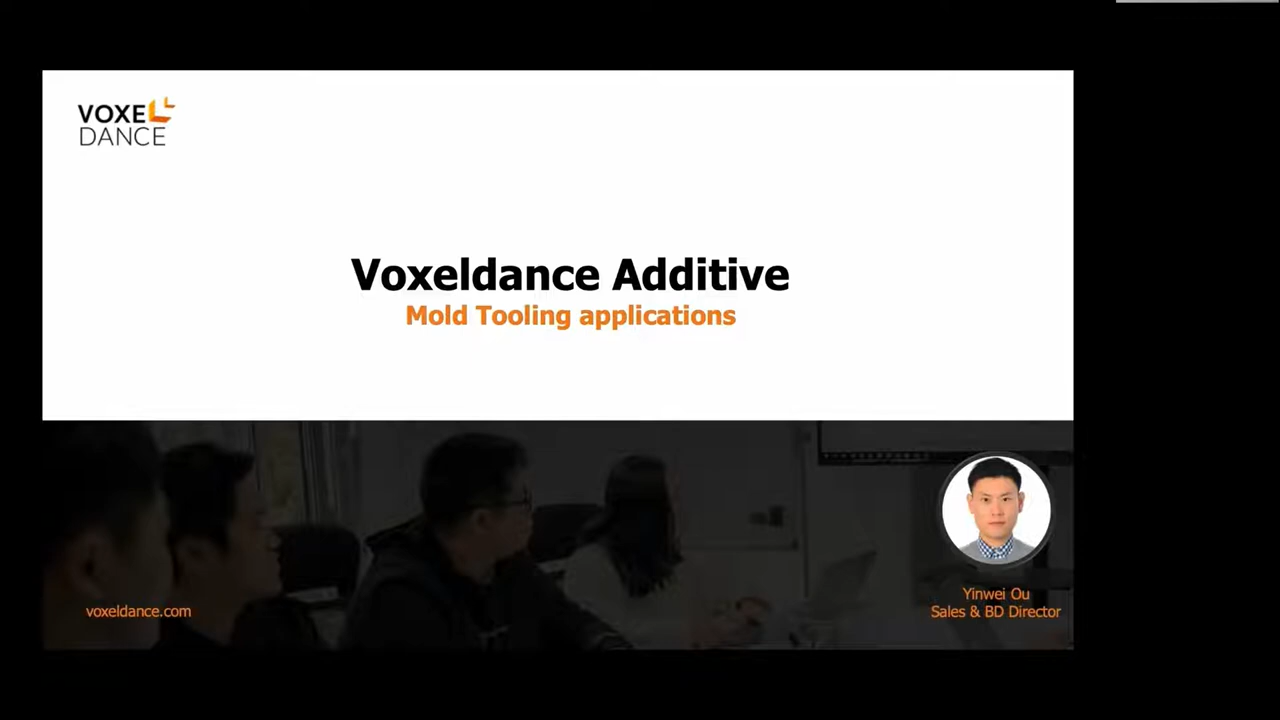 VOXEL
DANCE
Voxeldance Additive
Mold Tooling applications
voxeldance.com
Yinwei Ou
Sales & BD Director